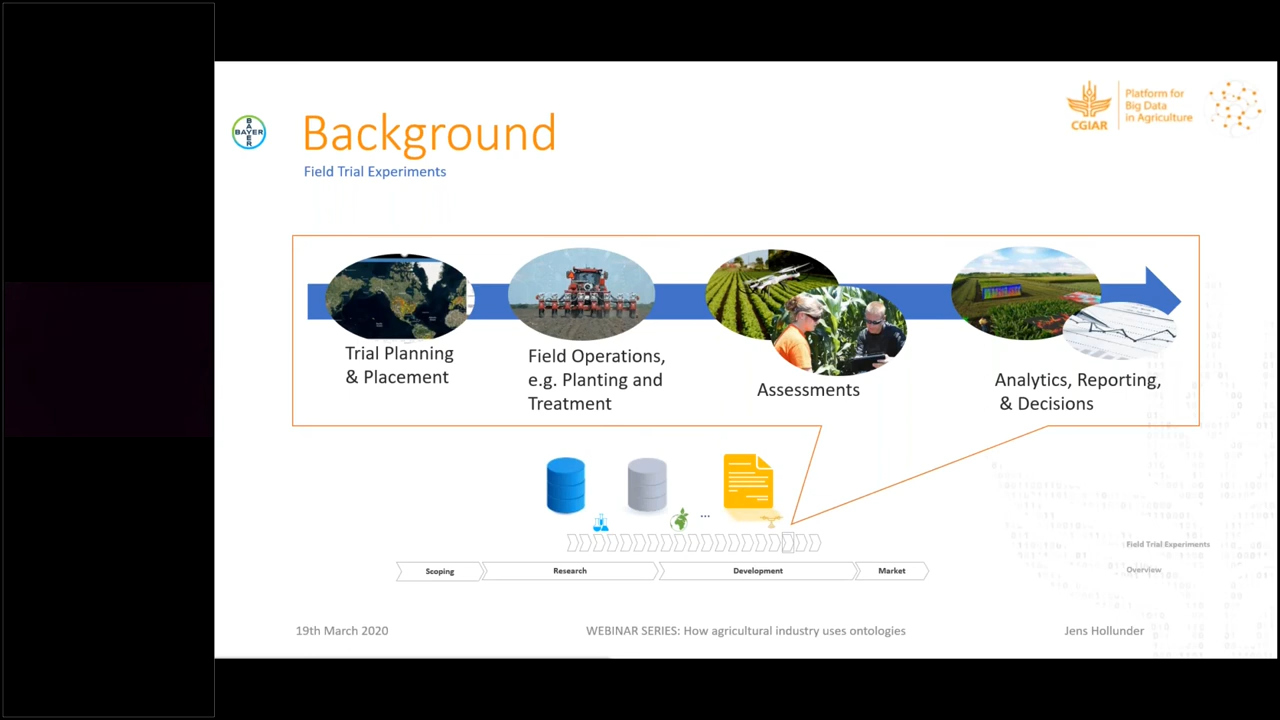 BAYER
BAYER
Background
Field Trial Experiments
CGIAR
Platform for
Big Data
in Agriculture
Trial Planning
& Placement
Field Operations,
e.g. Planting and
Treatment
Assessments
Analytics, Reporting,
& Decisions
...
Scoping
Research
Development
Market
Field Trial Experiments
Overview
19th March 2020
WEBINAR SERIES: How agricultural industry uses ontologies
Jens Hollunder